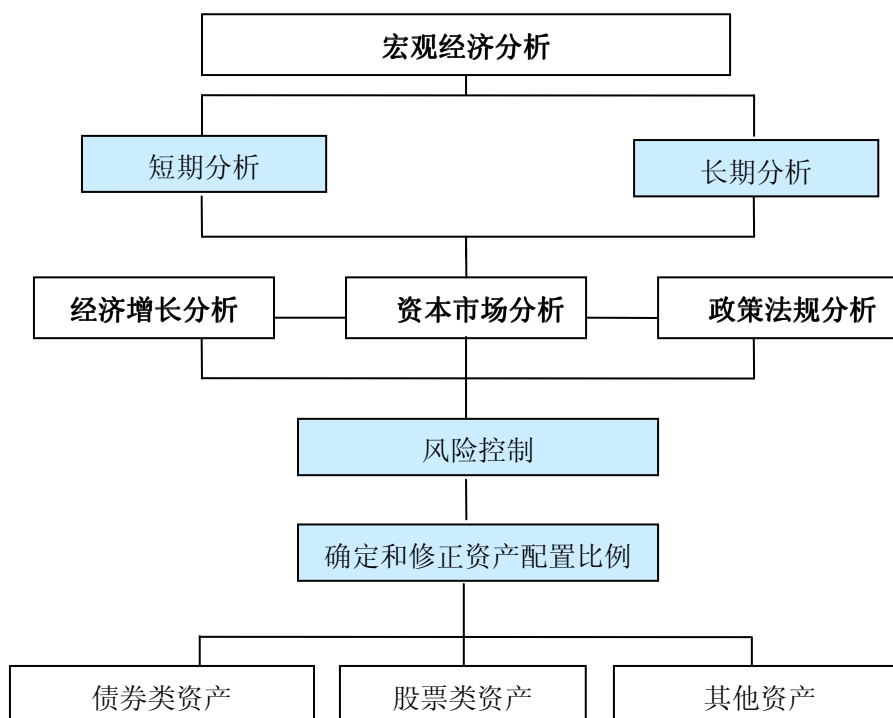 宏观经济分析
短期分析
长期分析
经济增长分析
资本市场分析
政策法规分析
风险控制
确定和修正资产配置比例
债券类资产
股票类资产
其他资产